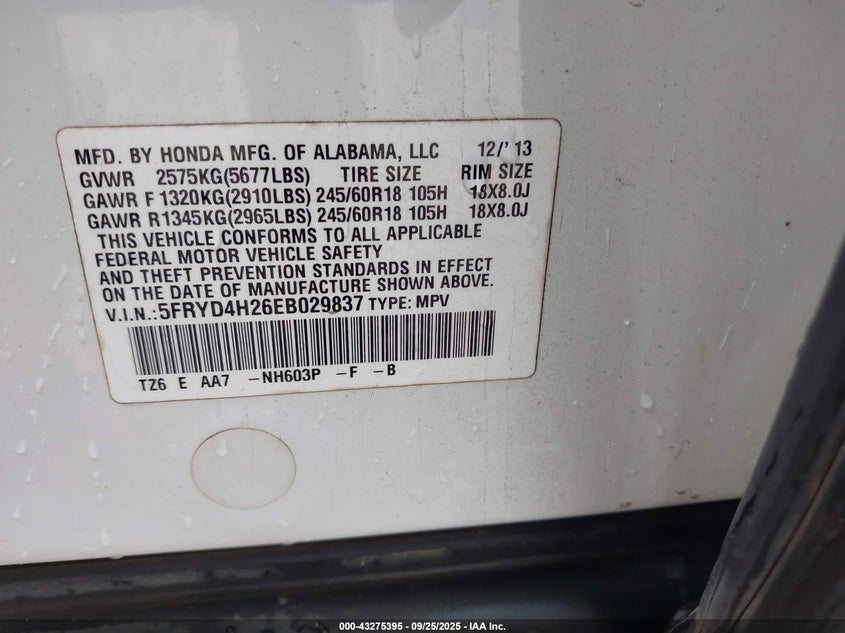 MFD. BY HONDA MFG. OF ALABAMA, LLC 12/' 13
GVWR 2575KG(5677LBS) TIRE SIZE RIM SIZE
GAWR F 1320KG(2910LBS) 245/60R18 105H 18X8.0J
GAWR R1345KG(2965LBS) 245/60R18 105H 18X8.0J
THIS VEHICLE CONFORMS TO ALL APPLICABLE
FEDERAL MOTOR VEHICLE SAFETY
AND THEFT PREVENTION STANDARDS IN EFFECT
ON THE DATE OF MANUFACTURE SHOWN ABOVE.
V.I.N.:5FRYD4H26EB029837 TYPE: MPV
TZ6 E AA7 -NH603P -F -B
000-43275395 - 09/25/2025 - IAA Inc.